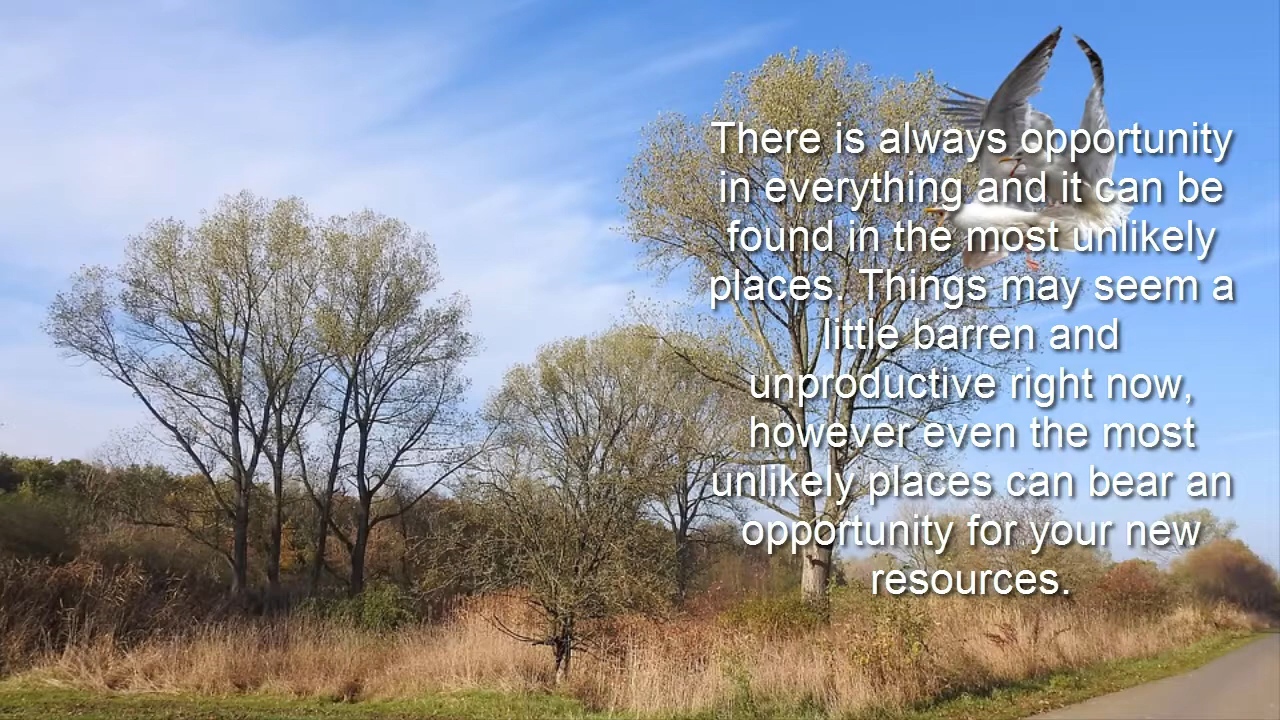 There is always opportunity
in everything and it can be
found in the most unlikely
places. Things may seem a
little barren and
unproductive right now,
however even the most
unlikely places can bear an
opportunity for your new
resources.